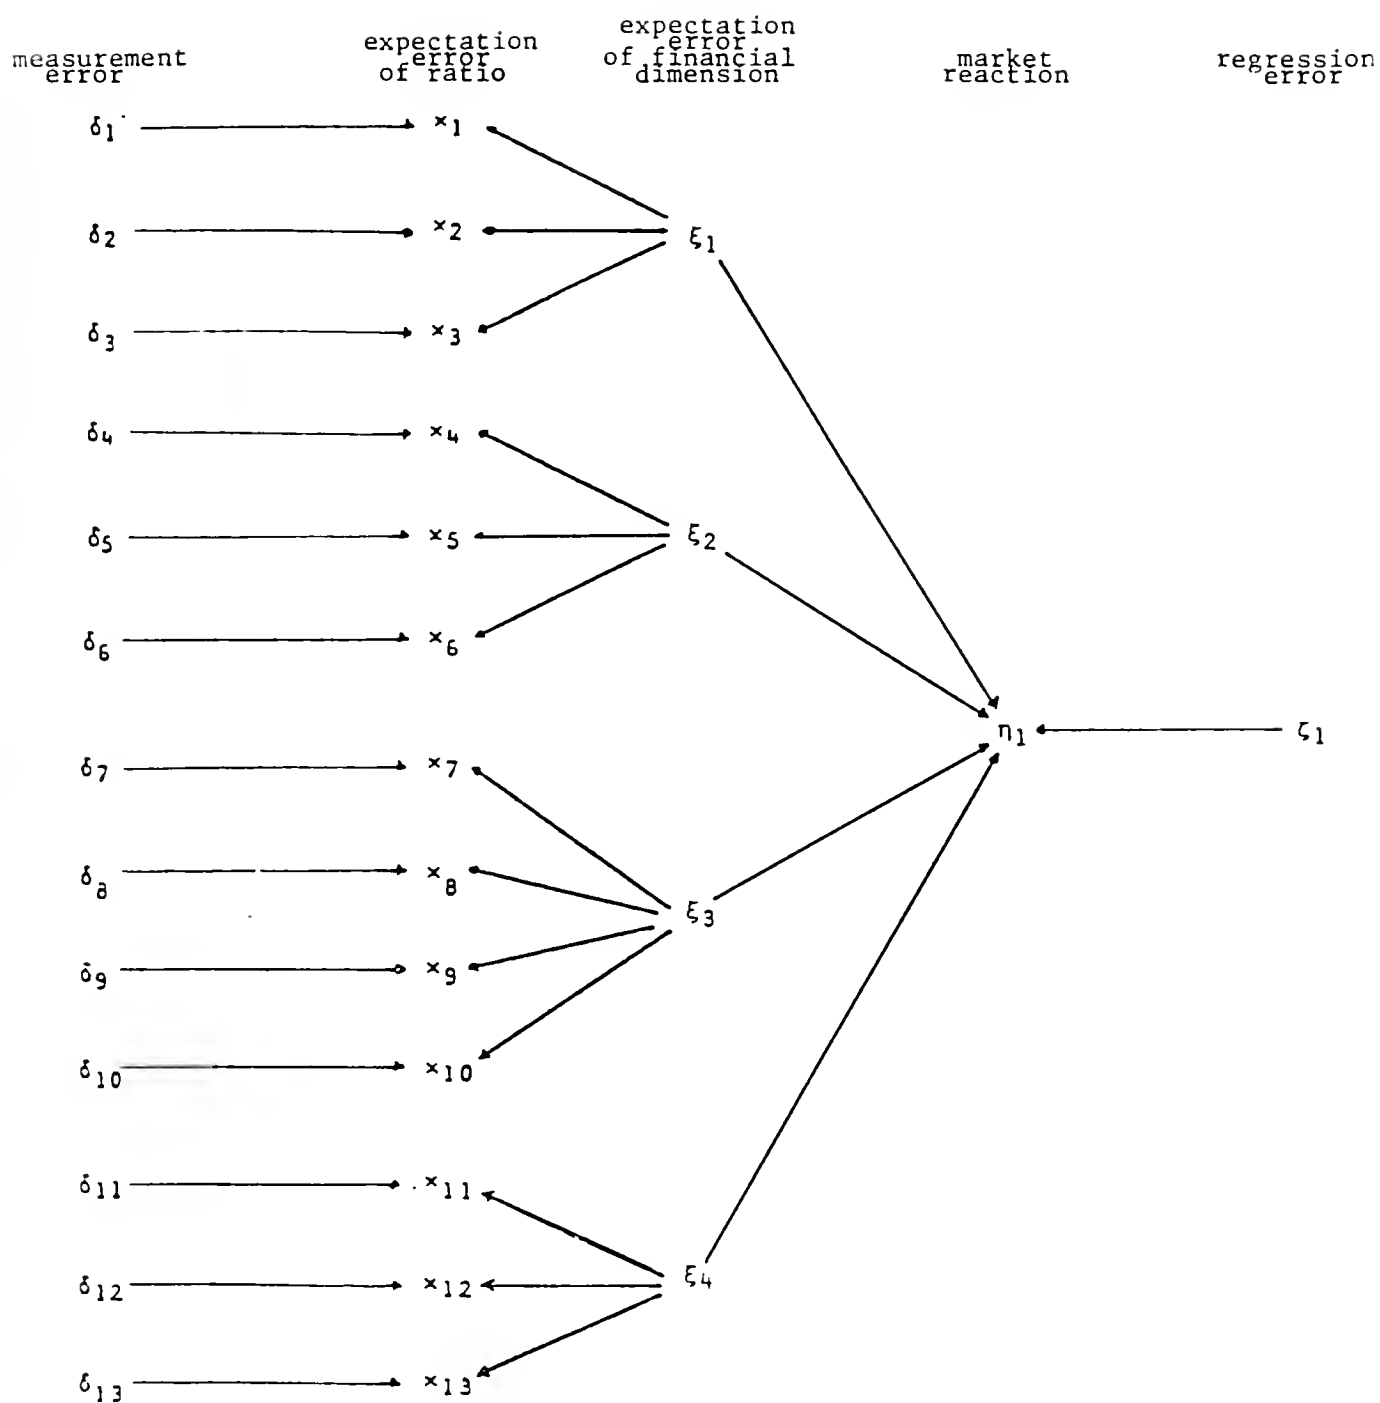 measurement
error
expectation
error
of ratio
expectation
error
of financial
dimension
market
reaction
regression
error
δ1 x1
δ2 x2 ξ1
δ3 x3
δ4 x4
δ5 x5 ξ2
δ6 x6
η1 ζ1
δ7 x7
δ8 x8
ξ3
δ9 x9
δ10 x10
δ11 x11
δ12 x12 ξ4
δ13 x13